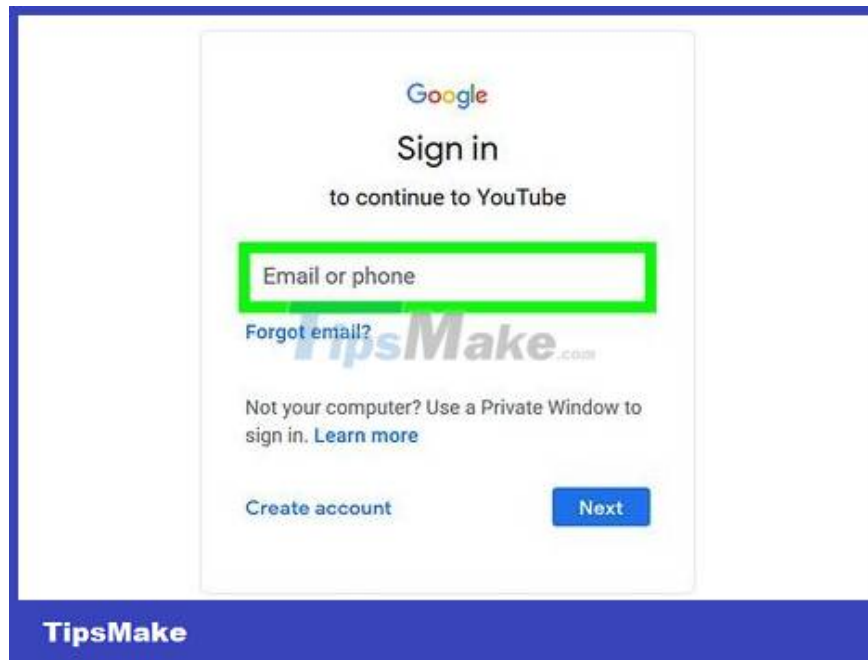 Google
Sign in
to continue to YouTube
Email or phone
Forgot email?
TipsMake.com
Not your computer? Use a Private Window to
sign in. Learn more
Create account
Next
TipsMake